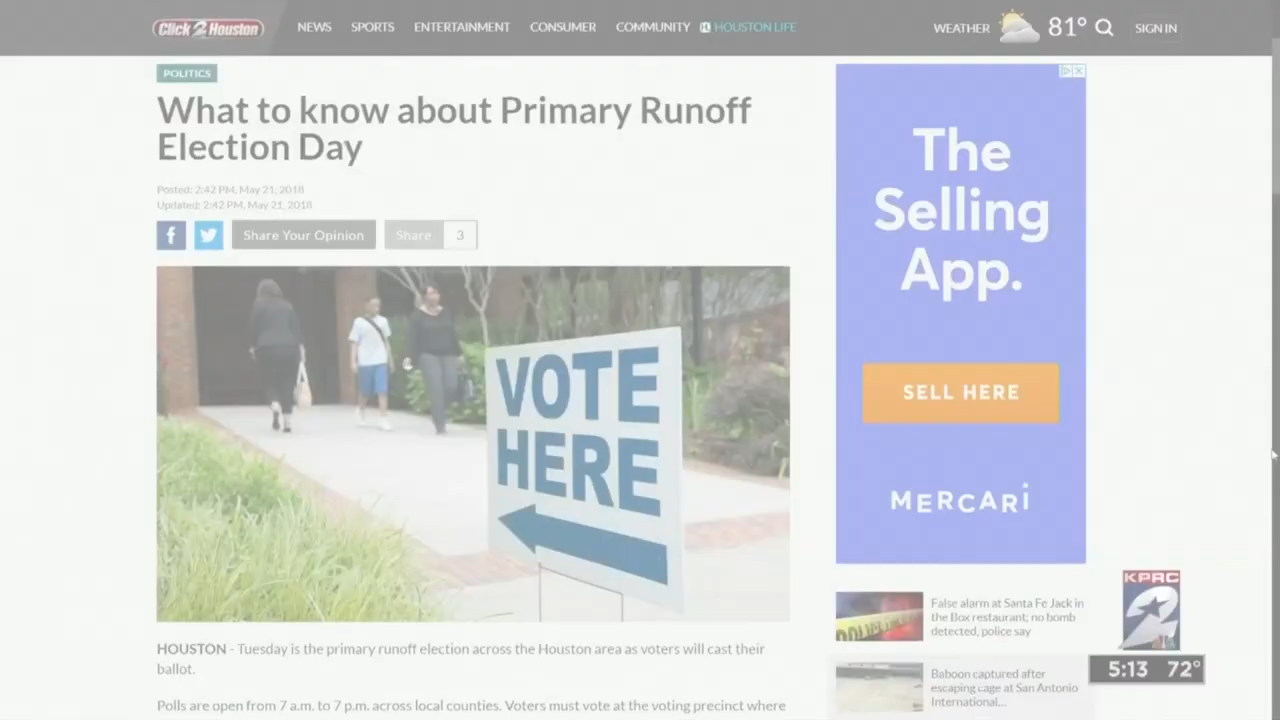 Click 2 Houston
NEWS SPORTS ENTERTAINMENT CONSUMER COMMUNITY HOUSTON LIFE
WEATHER 81° SIGN IN
POLITICS
What to know about Primary Runoff
Election Day
Posted: 2:42 PM, May 21, 2018
Updated: 2:42 PM, May 21, 2018
f Share Your Opinion Share 3
VOTE
HERE
HOUSTON - Tuesday is the primary runoff election across the Houston area as voters will cast their
ballot.
Polls are open from 7 a.m. to 7 p.m. across local counties. Voters must vote at the voting precinct where
The
Selling
App.
SELL HERE
MERCARI
POLICE
False alarm at Santa Fe Jack in
the Box restaurant; no bomb
detected, police say
Baboon captured after
escaping cage at San Antonio
International...
KPRC
2
5:13 72°